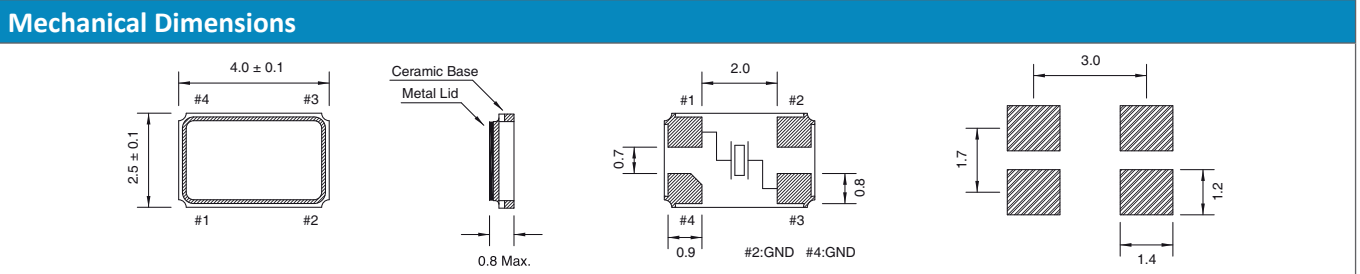 Mechanical Dimensions
4.0 ± 0.1
#4
#3
2.5 ± 0.1
#1
#2
Ceramic Base
Metal Lid
0.8 Max.
2.0
#1
#2
0.7
0.8
#4
#3
0.9
#2:GND #4:GND
3.0
1.7
1.2
1.4